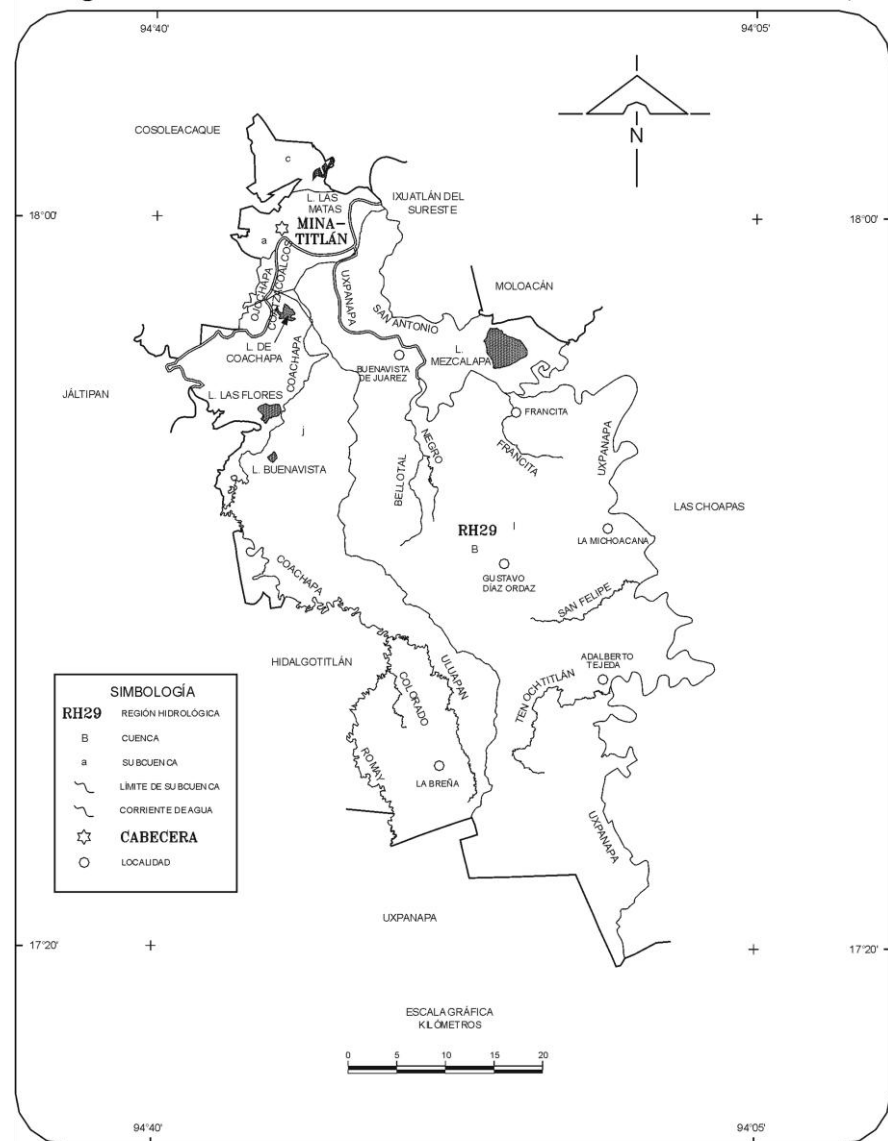 94°40'
94°05'
COSOLEACAQUE
N
c
L. LAS
MATAS
IXUATLÁN DEL
SURESTE
18°00'
18°00'
MINA-
TITLÁN
a
OJOCHAPA
COATZACOALCOS
UXPANAPA
MOLOACÁN
SAN ANTONIO
L. DE
COACHAPA
COACHAPA
L.
MEZCALAPA
BUENAVISTA
DE JUAREZ
JÁLTIPAN
L. LAS FLORES
FRANCITA
j
NEGRO
FRANCITA
UXPANAPA
L. BUENAVISTA
BELLOTAL
LAS CHOAPAS
RH29
l
B
LA MICHOACANA
GUSTAVO
DÍAZ ORDAZ
COACHAPA
SAN FELIPE
HIDALGOTITLÁN
ULUAPAN
ADALBERTO
TEJEDA
COLORADO
TENOCHTITLÁN
ROMAY
LA BREÑA
UXPANAPA
SIMBOLOGÍA
RH29 REGIÓN HIDROLÓGICA
B CUENCA
a SUBCUENCA
LÍMITE DE SUBCUENCA
CORRIENTE DE AGUA
CABECERA
LOCALIDAD
UXPANAPA
17°20'
17°20'
ESCALA GRÁFICA
KILÓMETROS
0 5 10 15 20
94°40'
94°05'